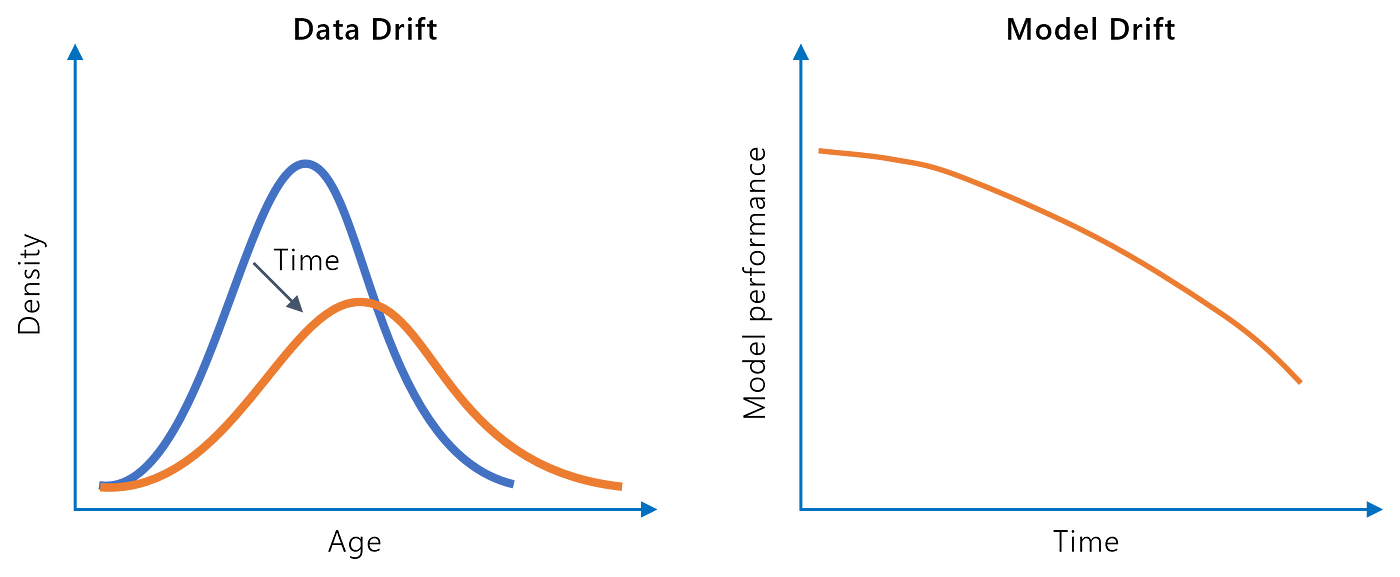 Data Drift
Density
Time
Age
Model Drift
Model performance
Time